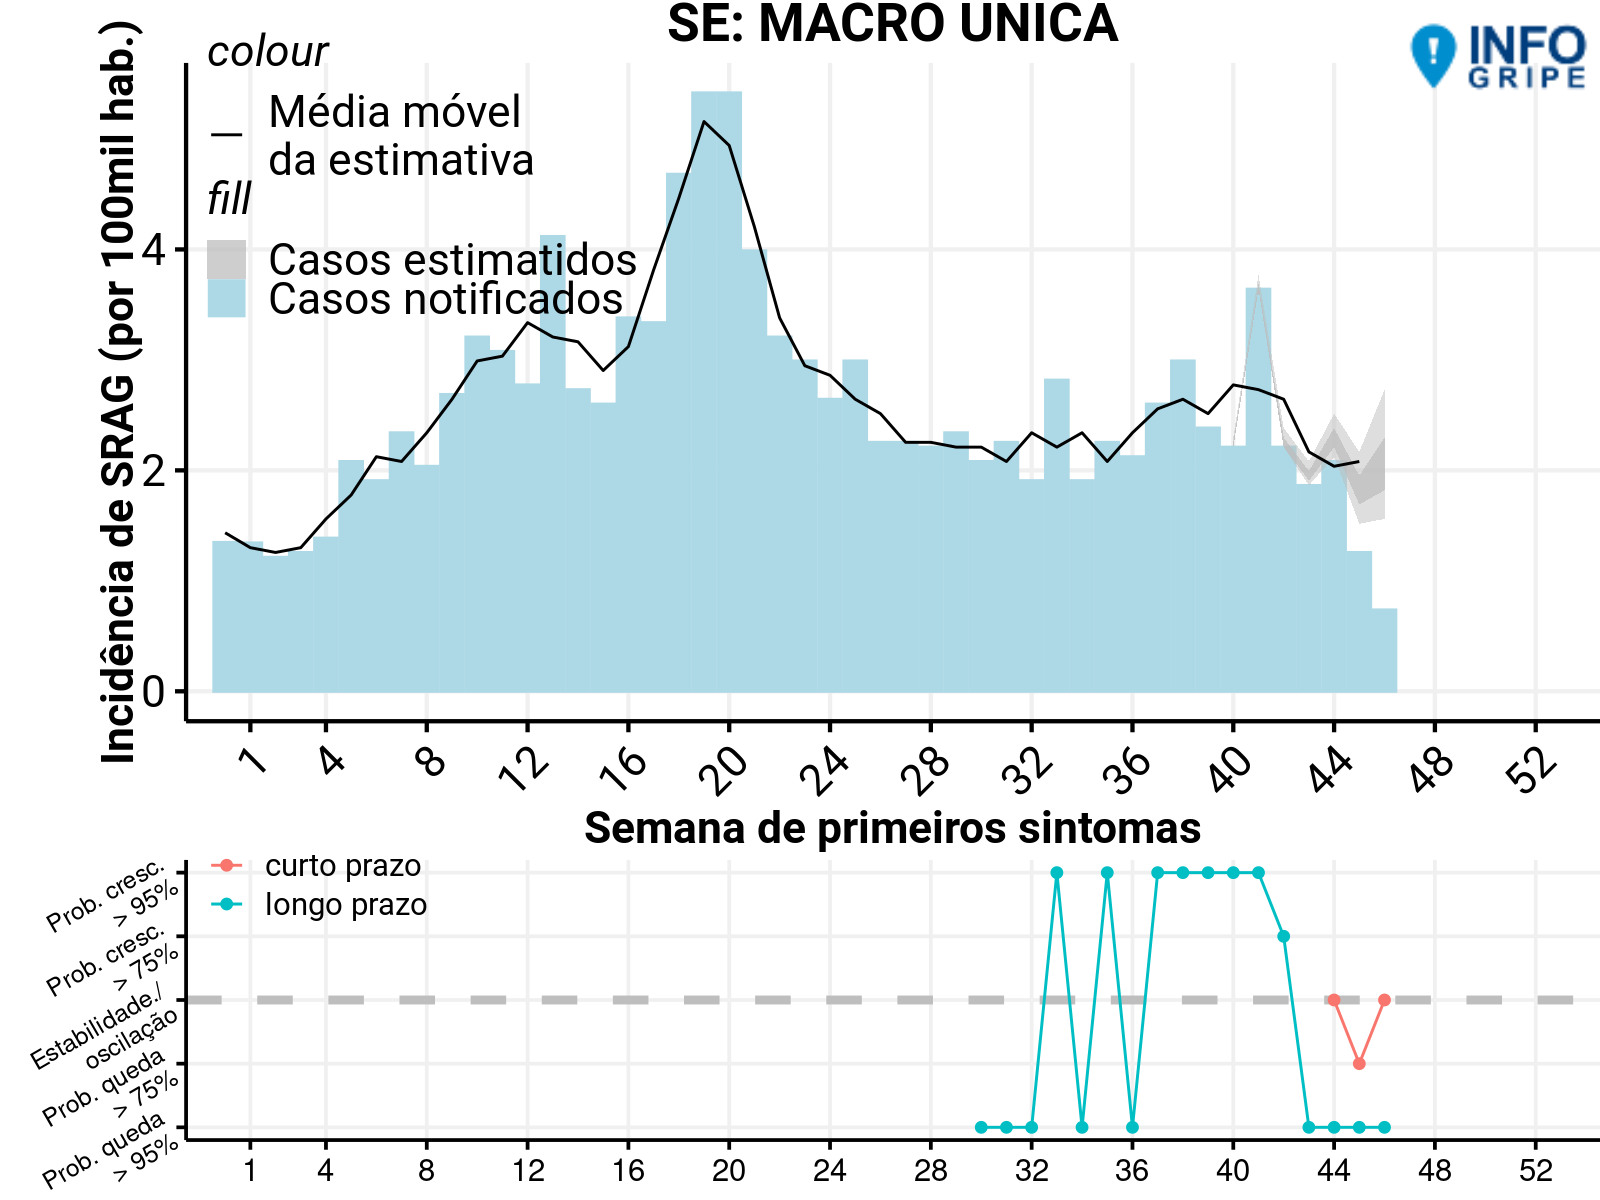 SE: MACRO UNICA
INFO
GRIPE
colour
Média móvel
da estimativa
fill
Casos estimatidos
Casos notificados
Incidência de SRAG (por 100mil hab.)
4
2
0
1 4 8 12 16 20 24 28 32 36 40 44 48 52
Semana de primeiros sintomas
curto prazo
longo prazo
Prob. cresc.
> 95%
Prob. cresc.
> 75%
Estabilidade./
oscilação
Prob. queda
> 75%
Prob. queda
> 95%
1 4 8 12 16 20 24 28 32 36 40 44 48 52